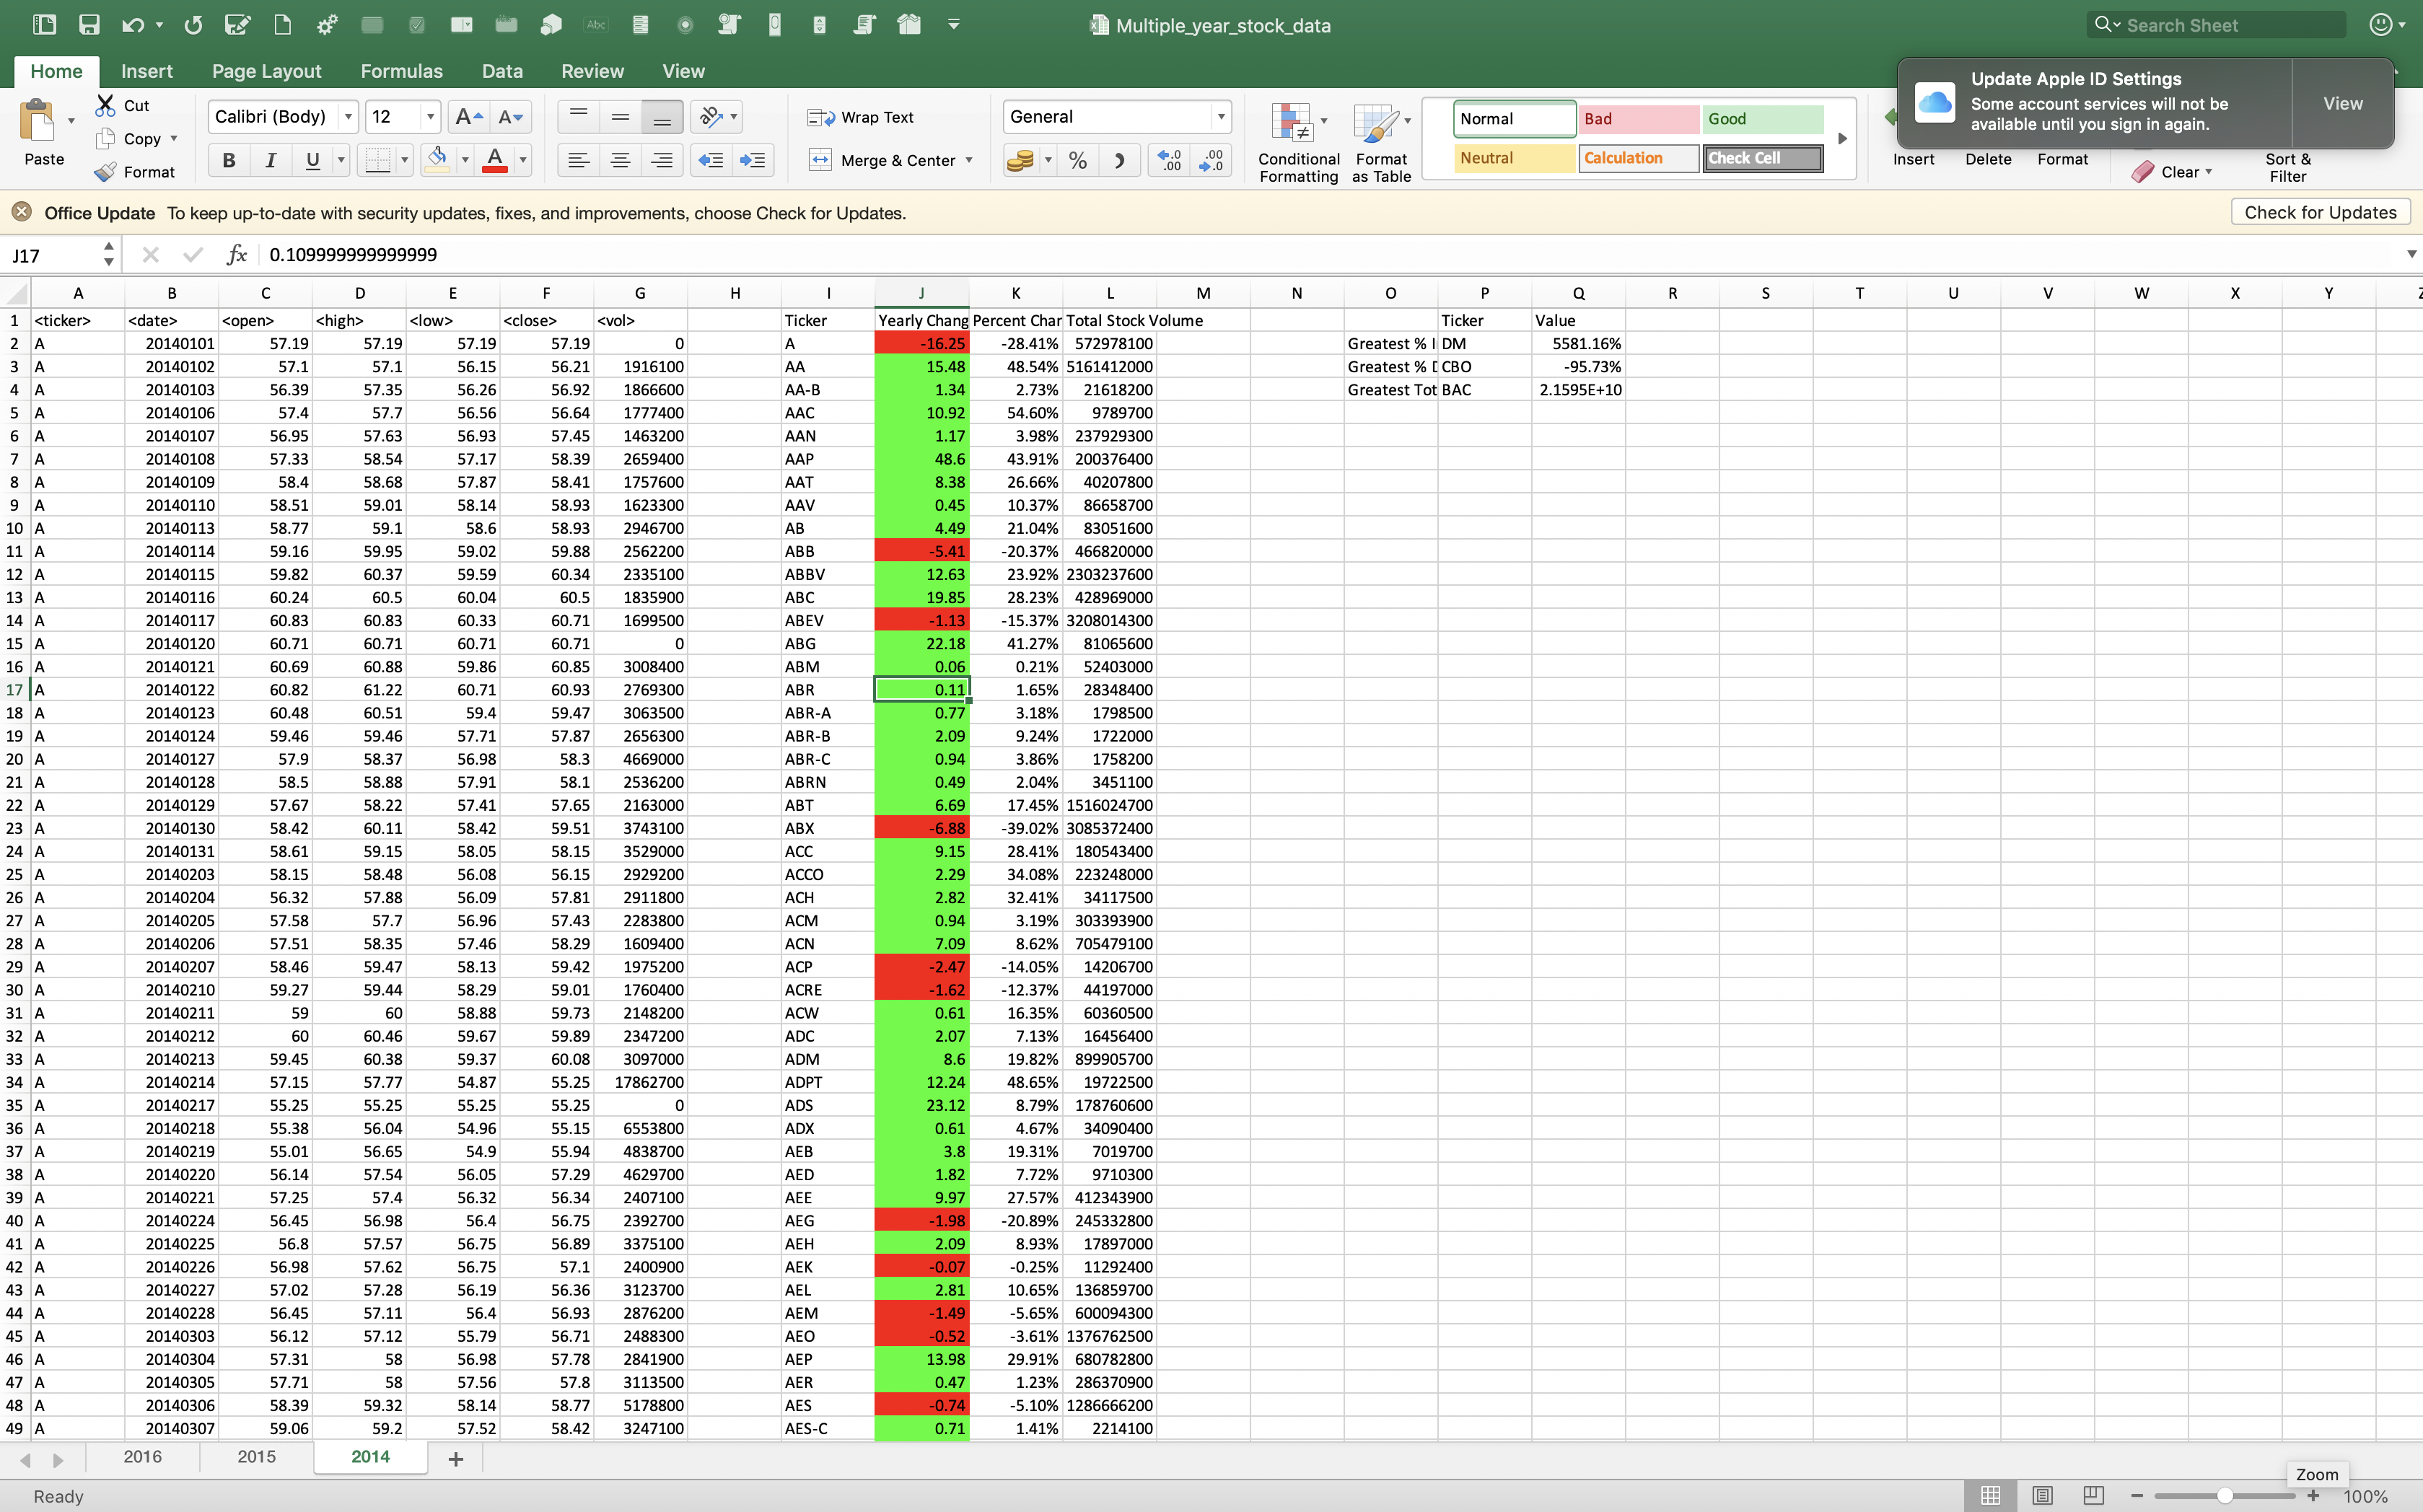 Multiple_year_stock_data
Search Sheet
Home Insert Page Layout Formulas Data Review View
Update Apple ID Settings
Some account services will not be
available until you sign in again.
View
Paste Cut Copy Format
Calibri (Body) 12
Abc
B I U A
Wrap Text
Merge & Center
General
Conditional Formatting
Format as Table
Normal Bad Good
Neutral Calculation Check Cell
Insert Delete Format
Clear
Sort & Filter
Office Update To keep up-to-date with security updates, fixes, and improvements, choose Check for Updates.
Check for Updates
J17 fx 0.109999999999999
A B C D E F G H I J K L M N O P Q R S T U V W X Y
1 <ticker> <date> <open> <high> <low> <close> <vol> Ticker Yearly Chang Percent Char Total Stock Volume Ticker Value
2 A 20140101 57.19 57.19 57.19 57.19 0 A -16.25 -28.41% 572978100 Greatest % I DM 5581.16%
3 A 20140102 57.1 57.1 56.15 56.21 1916100 AA 15.48 48.54% 5161412000 Greatest % D CBO -95.73%
4 A 20140103 56.39 57.35 56.26 56.92 1866600 AA-B 1.34 2.73% 21618200 Greatest Tot BAC 2.1595E+10
5 A 20140106 57.4 57.7 56.56 56.64 1777400 AAC 10.92 54.60% 9789700
6 A 20140107 56.95 57.63 56.93 57.45 1463200 AAN 1.17 3.98% 237929300
7 A 20140108 57.33 58.54 57.17 58.39 2659400 AAP 48.6 43.91% 200376400
8 A 20140109 58.4 58.68 57.87 58.41 1757600 AAT 8.38 26.66% 40207800
9 A 20140110 58.51 59.01 58.14 58.93 1623300 AAV 0.45 10.37% 86658700
10 A 20140113 58.77 59.1 58.6 58.93 2946700 AB 4.49 21.04% 83051600
11 A 20140114 59.16 59.95 59.02 59.88 2562200 ABB -5.41 -20.37% 466820000
12 A 20140115 59.82 60.37 59.59 60.34 2335100 ABBV 12.63 23.92% 2303237600
13 A 20140116 60.24 60.5 60.04 60.5 1835900 ABC 19.85 28.23% 428969000
14 A 20140117 60.83 60.83 60.33 60.71 1699500 ABEV -1.13 -15.37% 3208014300
15 A 20140120 60.71 60.71 60.71 60.71 0 ABG 22.18 41.27% 81065600
16 A 20140121 60.69 60.88 59.86 60.85 3008400 ABM 0.06 0.21% 52403000
17 A 20140122 60.82 61.22 60.71 60.93 2769300 ABR 0.11 1.65% 28348400
18 A 20140123 60.48 60.51 59.4 59.47 3063500 ABR-A 0.77 3.18% 1798500
19 A 20140124 59.46 59.46 57.71 57.87 2656300 ABR-B 2.09 9.24% 1722000
20 A 20140127 57.9 58.37 56.98 58.3 4669000 ABR-C 0.94 3.86% 1758200
21 A 20140128 58.5 58.88 57.91 58.1 2536200 ABRN 0.49 2.04% 3451100
22 A 20140129 57.67 58.22 57.41 57.65 2163000 ABT 6.69 17.45% 1516024700
23 A 20140130 58.42 60.11 58.42 59.51 3743100 ABX -6.88 -39.02% 3085372400
24 A 20140131 58.61 59.15 58.05 58.15 3529000 ACC 9.15 28.41% 180543400
25 A 20140203 58.15 58.48 56.08 56.15 2929200 ACCO 2.29 34.08% 223248000
26 A 20140204 56.32 57.88 56.09 57.81 2911800 ACH 2.82 32.41% 34117500
27 A 20140205 57.58 57.7 56.96 57.43 2283800 ACM 0.94 3.19% 303393900
28 A 20140206 57.51 58.35 57.46 58.29 1609400 ACN 7.09 8.62% 705479100
29 A 20140207 58.46 59.47 58.13 59.42 1975200 ACP -2.47 -14.05% 14206700
30 A 20140210 59.27 59.44 58.29 59.01 1760400 ACRE -1.62 -12.37% 44197000
31 A 20140211 59 60 58.88 59.73 2148200 ACW 0.61 16.35% 60360500
32 A 20140212 60 60.46 59.67 59.89 2347200 ADC 2.07 7.13% 16456400
33 A 20140213 59.45 60.38 59.37 60.08 3097000 ADM 8.6 19.82% 899905700
34 A 20140214 57.15 57.77 54.87 55.25 17862700 ADPT 12.24 48.65% 19722500
35 A 20140217 55.25 55.25 55.25 55.25 0 ADS 23.12 8.79% 178760600
36 A 20140218 55.38 56.04 54.96 55.15 6553800 ADX 0.61 4.67% 34090400
37 A 20140219 55.01 56.65 54.9 55.94 4838700 AEB 3.8 19.31% 7019700
38 A 20140220 56.14 57.54 56.05 57.29 4629700 AED 1.82 7.72% 9710300
39 A 20140221 57.25 57.4 56.32 56.34 2407100 AEE 9.97 27.57% 412343900
40 A 20140224 56.45 56.98 56.4 56.75 2392700 AEG -1.98 -20.89% 245332800
41 A 20140225 56.8 57.57 56.75 56.89 3375100 AEH 2.09 8.93% 17897000
42 A 20140226 56.98 57.62 56.75 57.1 2400900 AEK -0.07 -0.25% 11292400
43 A 20140227 57.02 57.28 56.19 56.36 3123700 AEL 2.81 10.65% 136859700
44 A 20140228 56.45 57.11 56.4 56.93 2876200 AEM -1.49 -5.65% 600094300
45 A 20140303 56.12 57.12 55.79 56.71 2488300 AEO -0.52 -3.61% 1376762500
46 A 20140304 57.31 58 56.98 57.78 2841900 AEP 13.98 29.91% 680782800
47 A 20140305 57.71 58 57.56 57.8 3113500 AER 0.47 1.23% 286370900
48 A 20140306 58.39 59.32 58.14 58.77 5178800 AES -0.74 -5.10% 1286666200
49 A 20140307 59.06 59.2 57.52 58.42 3247100 AES-C 0.71 1.41% 2214100
2016 2015 2014 +
Zoom
Ready 100%